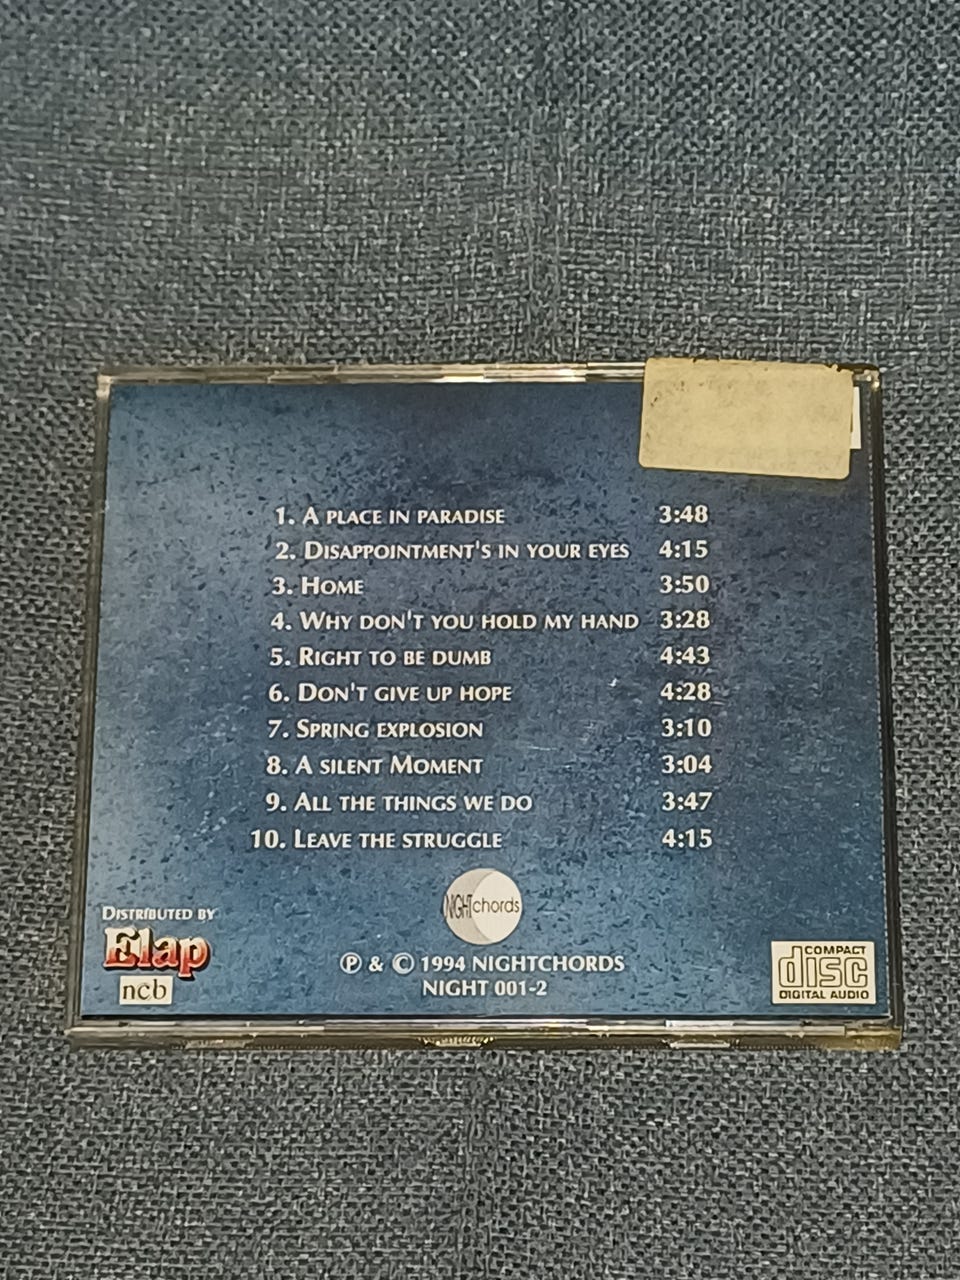 1. A PLACE IN PARADISE 3:48
2. DISAPPOINTMENT'S IN YOUR EYES 4:15
3. HOME 3:50
4. WHY DON'T YOU HOLD MY HAND 3:28
5. RIGHT TO BE DUMB 4:43
6. DON'T GIVE UP HOPE 4:28
7. SPRING EXPLOSION 3:10
8. A SILENT MOMENT 3:04
9. ALL THE THINGS WE DO 3:47
10. LEAVE THE STRUGGLE 4:15
NIGHTchords
DISTRIBUTED BY
Elap
ncb
℗ & © 1994 NIGHTCHORDS
NIGHT 001-2
COMPACT
disc
DIGITAL AUDIO